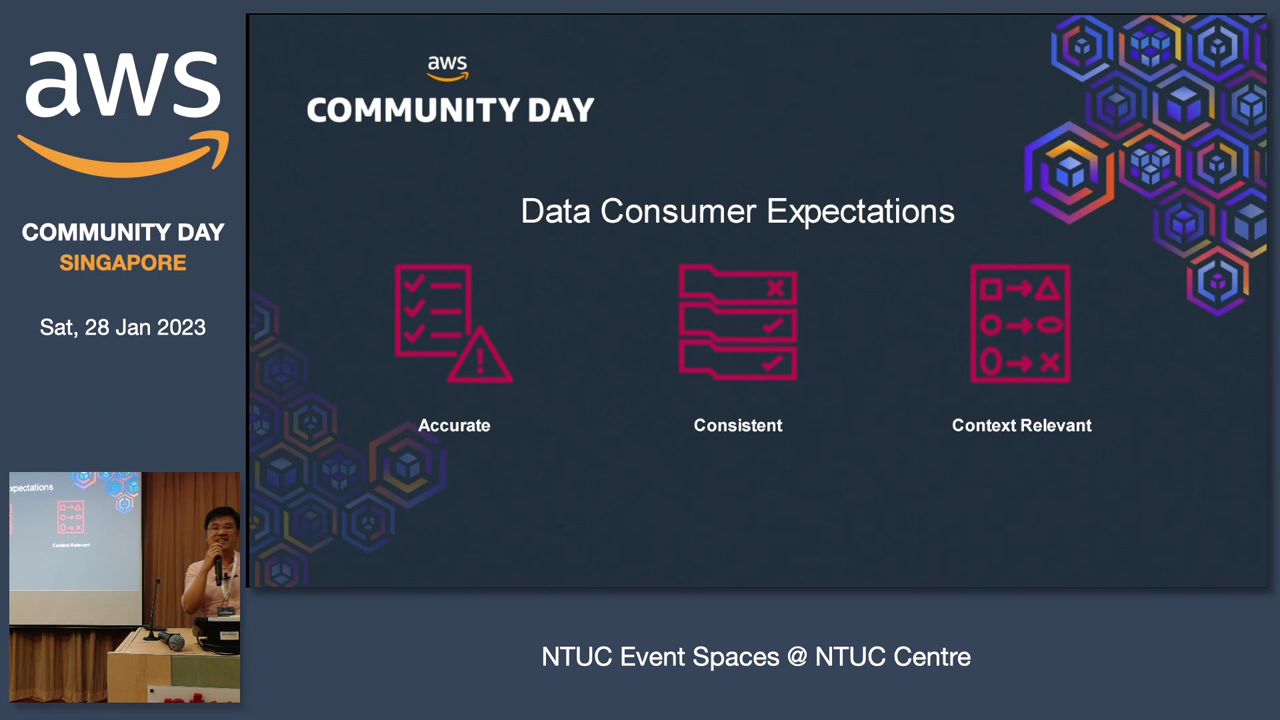 aws
COMMUNITY DAY
SINGAPORE
Sat, 28 Jan 2023
aws
COMMUNITY DAY
Data Consumer Expectations
Accurate
Consistent
Context Relevant
xpectations
Context Relevant
NTUC Event Spaces @ NTUC Centre